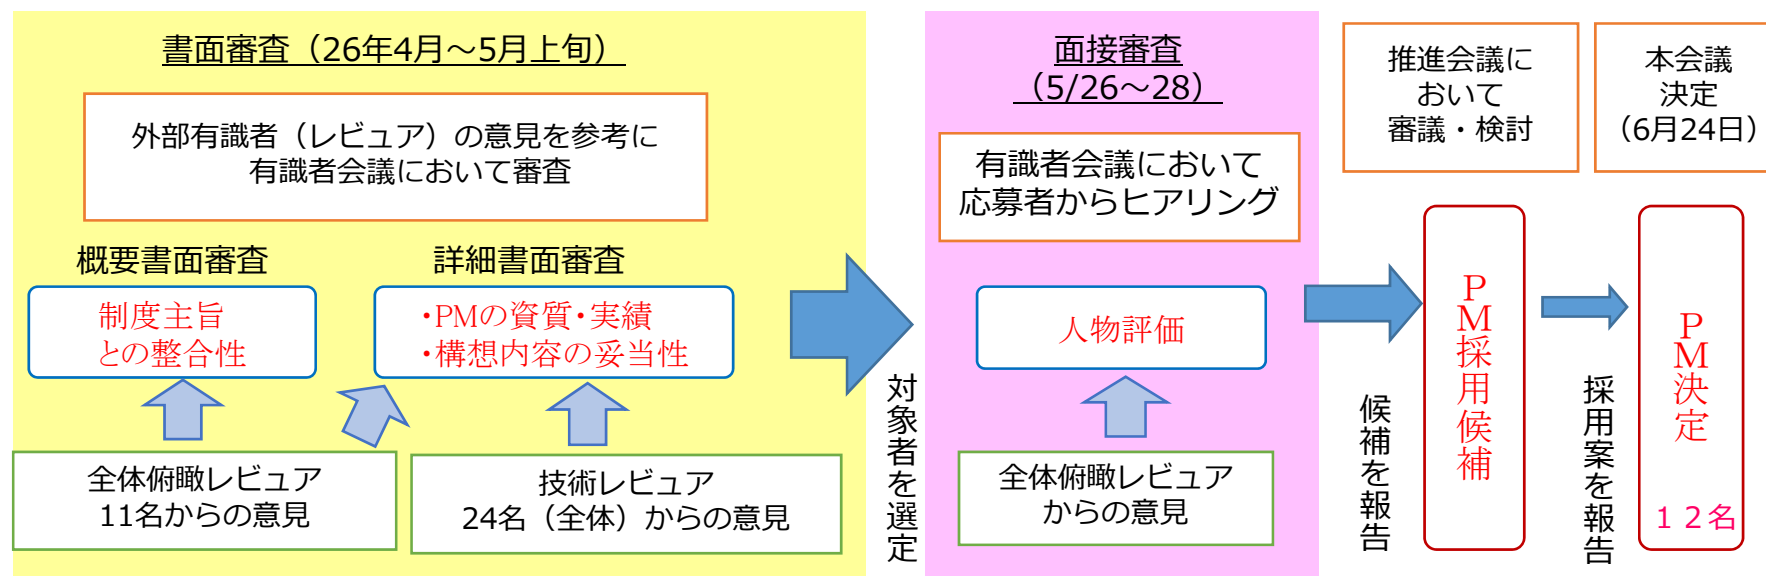 書面審査（26年4月～5月上旬）
外部有識者（レビュア）の意見を参考に
有識者会議において審査
概要書面審査
制度主旨
との整合性
詳細書面審査
・PMの資質・実績
・構想内容の妥当性
全体俯瞰レビュア
11名からの意見
技術レビュア
24名（全体）からの意見
対象者を選定
面接審査
（5/26～28）
有識者会議において
応募者からヒアリング
人物評価
全体俯瞰レビュア
からの意見
候補を報告
推進会議に
おいて
審議・検討
ＰＭ採用候補
採用案を報告
本会議
決定
（6月24日）
ＰＭ決定
１２名